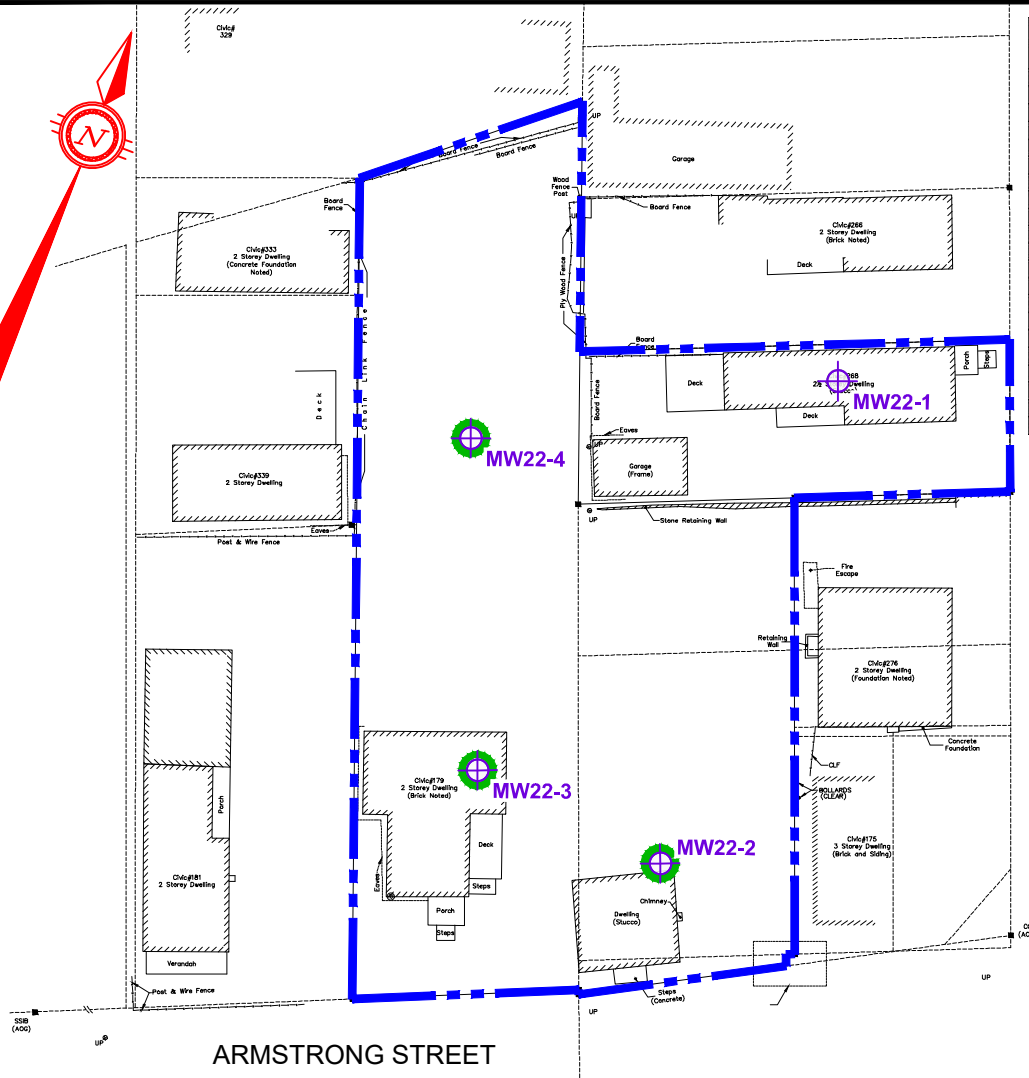 Civic#
329
N
UP
Board Fence
Board Fence
Garage
Wood
Fence
Post
Board
Fence
Board Fence
UP
Civic#333
2 Storey Dwelling
(Concrete Foundation
Noted)
Civic#266
2 Storey Dwelling
(Brick Noted)
Deck
Ply Wood Fence
Chain Link Fence
Board
Fence
Deck
Porch
Steps
268
Dwelling
MW22-1
Deck
Deck
Board Fence
Eaves
UP
MW22-4
Garage
(Frame)
Civic#339
2 Storey Dwelling
Eaves
Post & Wire Fence
UP
Stone Retaining Wall
Fire
Escape
Retaining
Wall
Civic#276
2 Storey Dwelling
(Foundation Noted)
Concrete
Foundation
CLF
BOLLARDS
(CLEAR)
Civic#179
2 Storey Dwelling
(Brick Noted)
MW22-3
Porch
Deck
Steps
Eaves
Porch
Steps
MW22-2
Civic#175
3 Storey Dwelling
(Brick and Siding)
Civic#181
2 Storey Dwelling
Chimney
Dwelling
(Stucco)
Verandah
Post & Wire Fence
Steps
(Concrete)
UP
UP
SSIB
(AOG)
UP
ARMSTRONG STREET